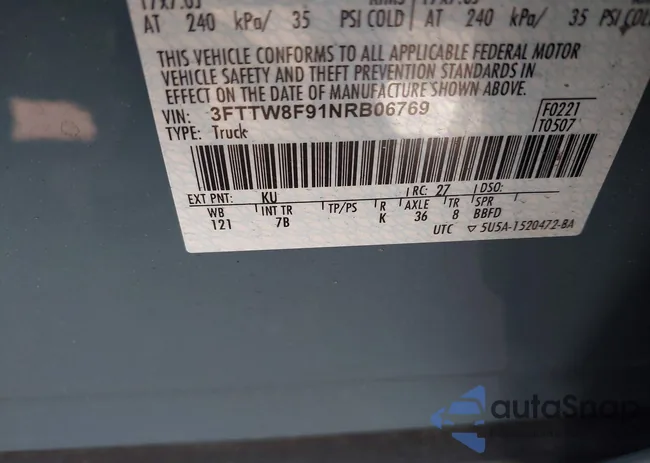 AT 240 kPa/ 35 PSI COLD AT 240 kPa/ 35 PSI COLD
THIS VEHICLE CONFORMS TO ALL APPLICABLE FEDERAL MOTOR
VEHICLE SAFETY AND THEFT PREVENTION STANDARDS IN
EFFECT ON THE DATE OF MANUFACTURE SHOWN ABOVE.
VIN: 3FTTW8F91NRB06769 F0221
TYPE: Truck T0507
EXT PNT: KU RC: 27 DSO:
WB INT TR TP/PS R AXLE TR SPR
121 7B K 36 8 BBFD
UTC ▽ 5U5A-1520472-BA
autoSnap